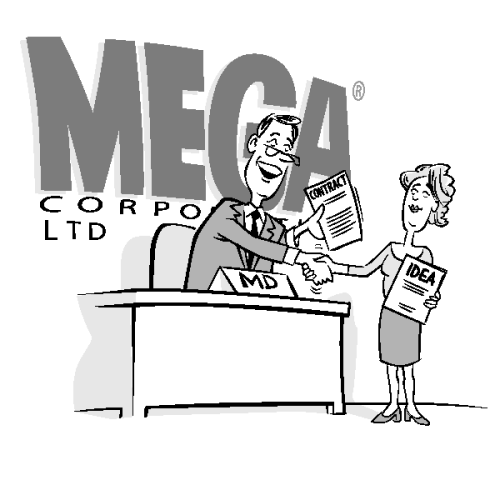 MEGA®
CORPO
LTD
CONTRACT
MD
IDEA